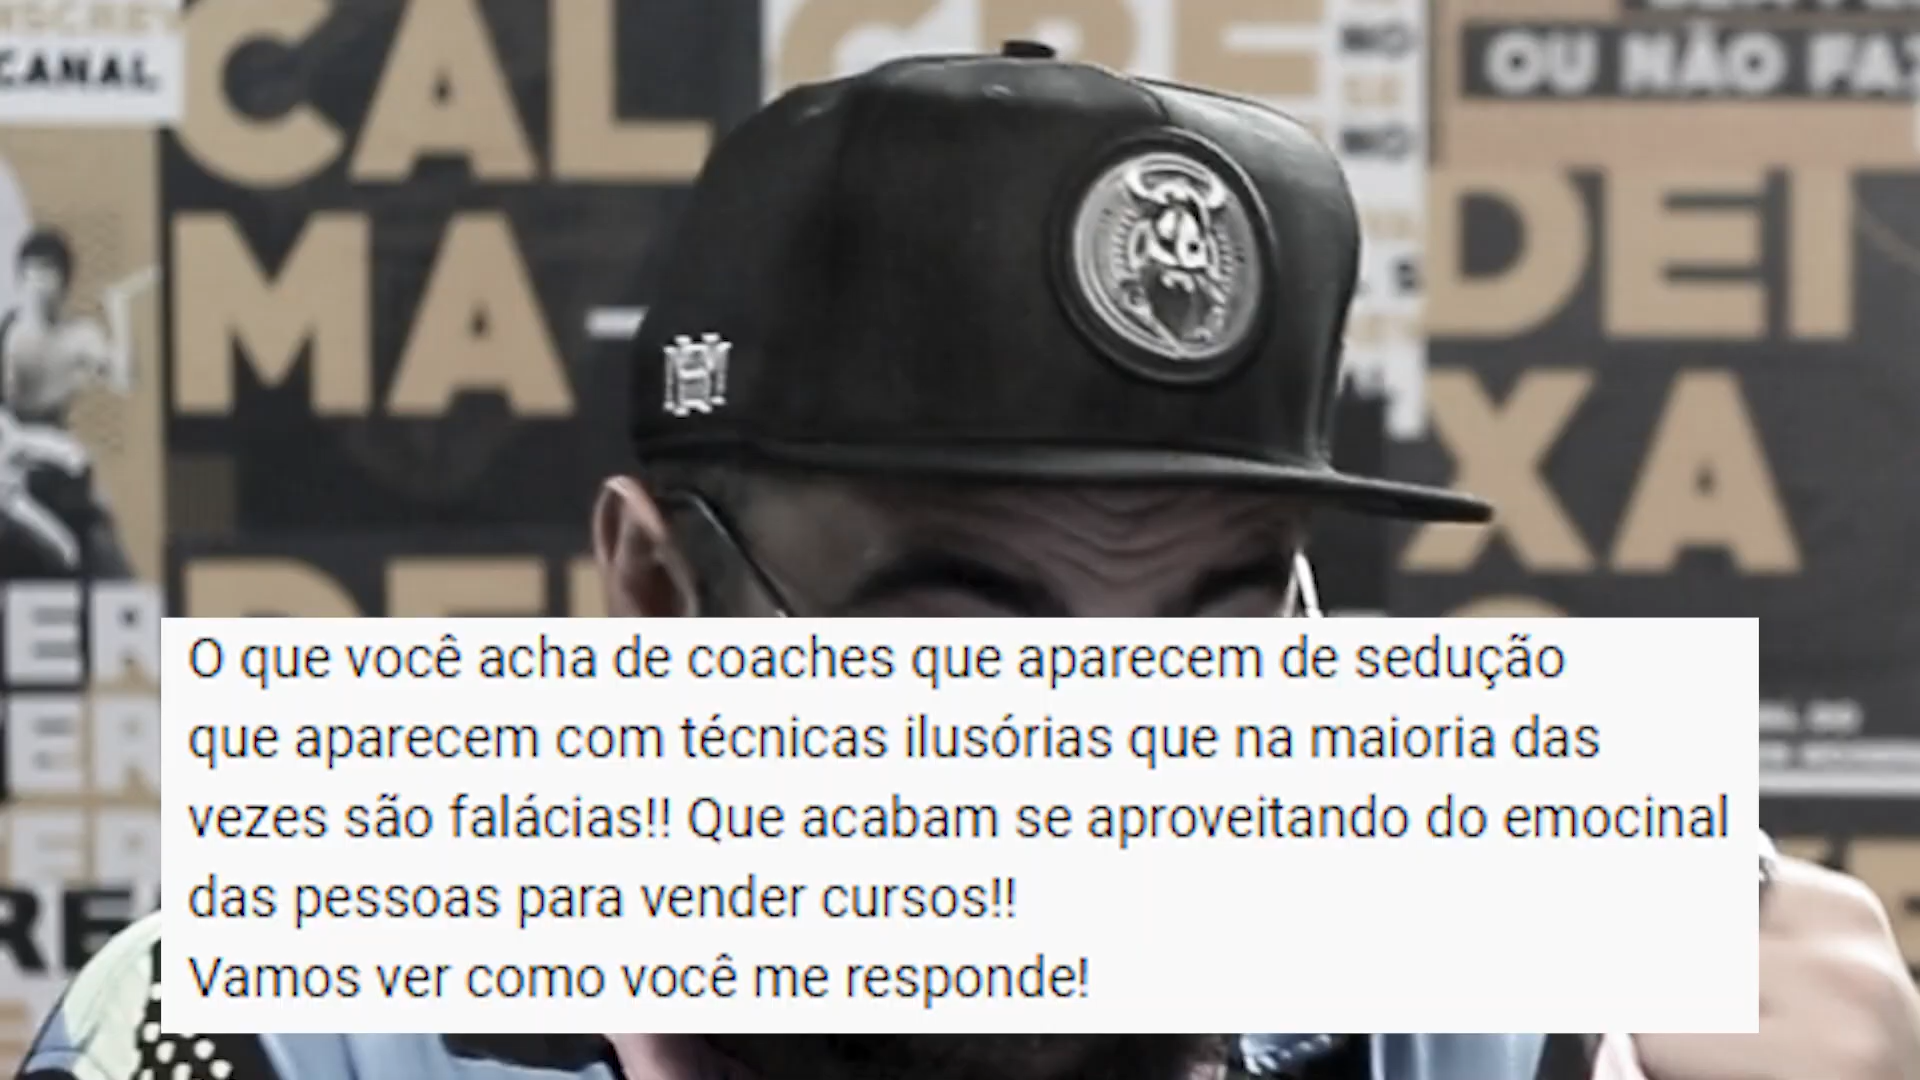 CANAL
CAL
MA-
CRE
OU NÃO FA
DEI
XA
O que você acha de coaches que aparecem de sedução
que aparecem com técnicas ilusórias que na maioria das
vezes são falácias!! Que acabam se aproveitando do emocinal
das pessoas para vender cursos!!
Vamos ver como você me responde!